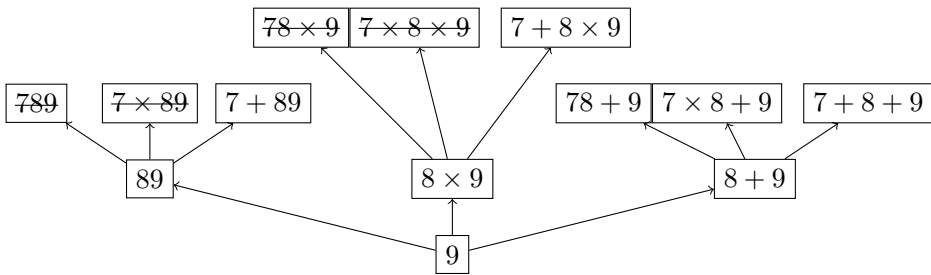 78 × 9 7 × 8 × 9 7 + 8 × 9
789 7 × 89 7 + 89 78 + 9 7 × 8 + 9 7 + 8 + 9
89 8 × 9 8 + 9
9